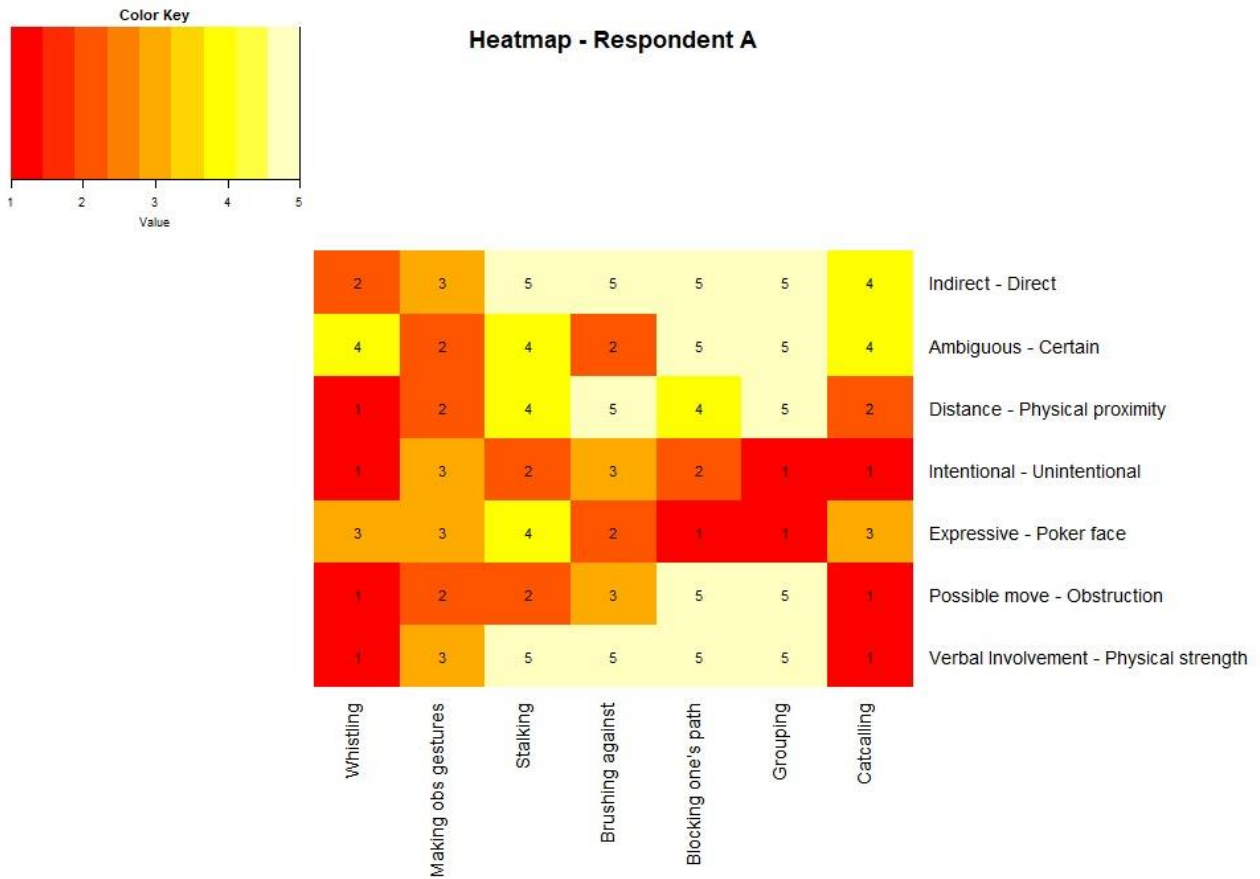 Color Key
1 2 3 4 5
Value
Heatmap - Respondent A
2 3 5 5 5 5 4 Indirect - Direct
4 2 4 2 5 5 4 Ambiguous - Certain
1 2 4 5 4 5 2 Distance - Physical proximity
1 3 2 3 2 1 1 Intentional - Unintentional
3 3 4 2 1 1 3 Expressive - Poker face
1 2 2 3 5 5 1 Possible move - Obstruction
1 3 5 5 5 5 1 Verbal Involvement - Physical strength
Whistling
Making obs gestures
Stalking
Brushing against
Blocking one's path
Grouping
Catcalling